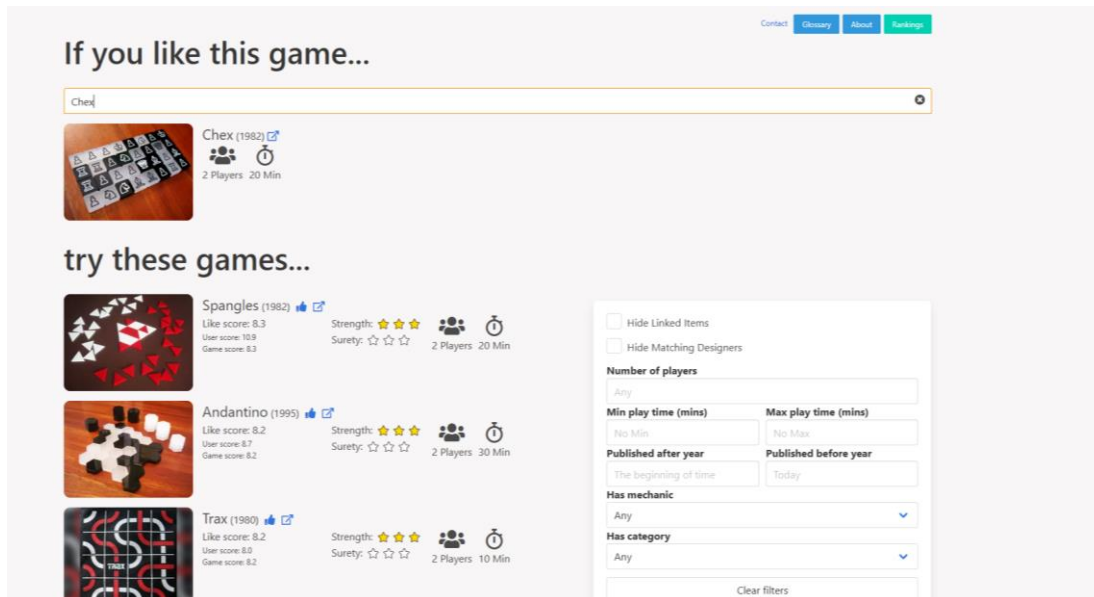 Contact Glossary About Rankings
If you like this game...
Chex
Chex (1982)
2 Players 20 Min
try these games...
Spangles (1982)
Like score: 8.3
User score: 10.9
Game score: 8.3
Strength:
Surety:
2 Players 20 Min
Andantino (1995)
Like score: 8.2
User score: 8.7
Game score: 8.2
Strength:
Surety:
2 Players 30 Min
Trax (1980)
Like score: 8.2
User score: 8.0
Game score: 8.2
Strength:
Surety:
2 Players 10 Min
TRAX
Hide Linked Items
Hide Matching Designers
Number of players
Any
Min play time (mins) Max play time (mins)
No Min No Max
Published after year Published before year
The beginning of time Today
Has mechanic
Any
Has category
Any
Clear filters